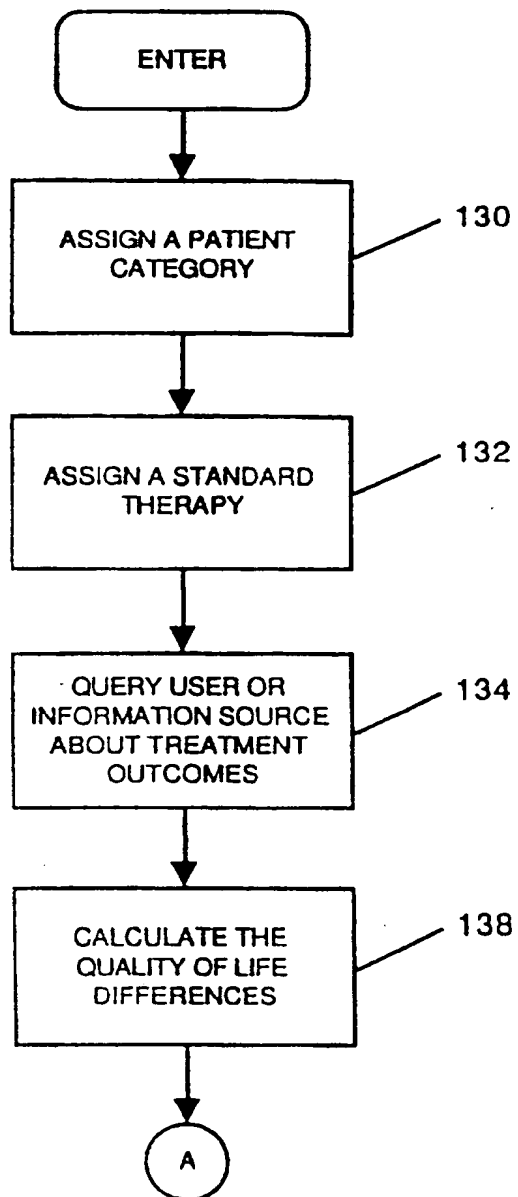 ENTER
ASSIGN A PATIENT
CATEGORY
130
ASSIGN A STANDARD
THERAPY
132
QUERY USER OR
INFORMATION SOURCE
ABOUT TREATMENT
OUTCOMES
134
CALCULATE THE
QUALITY OF LIFE
DIFFERENCES
138
A